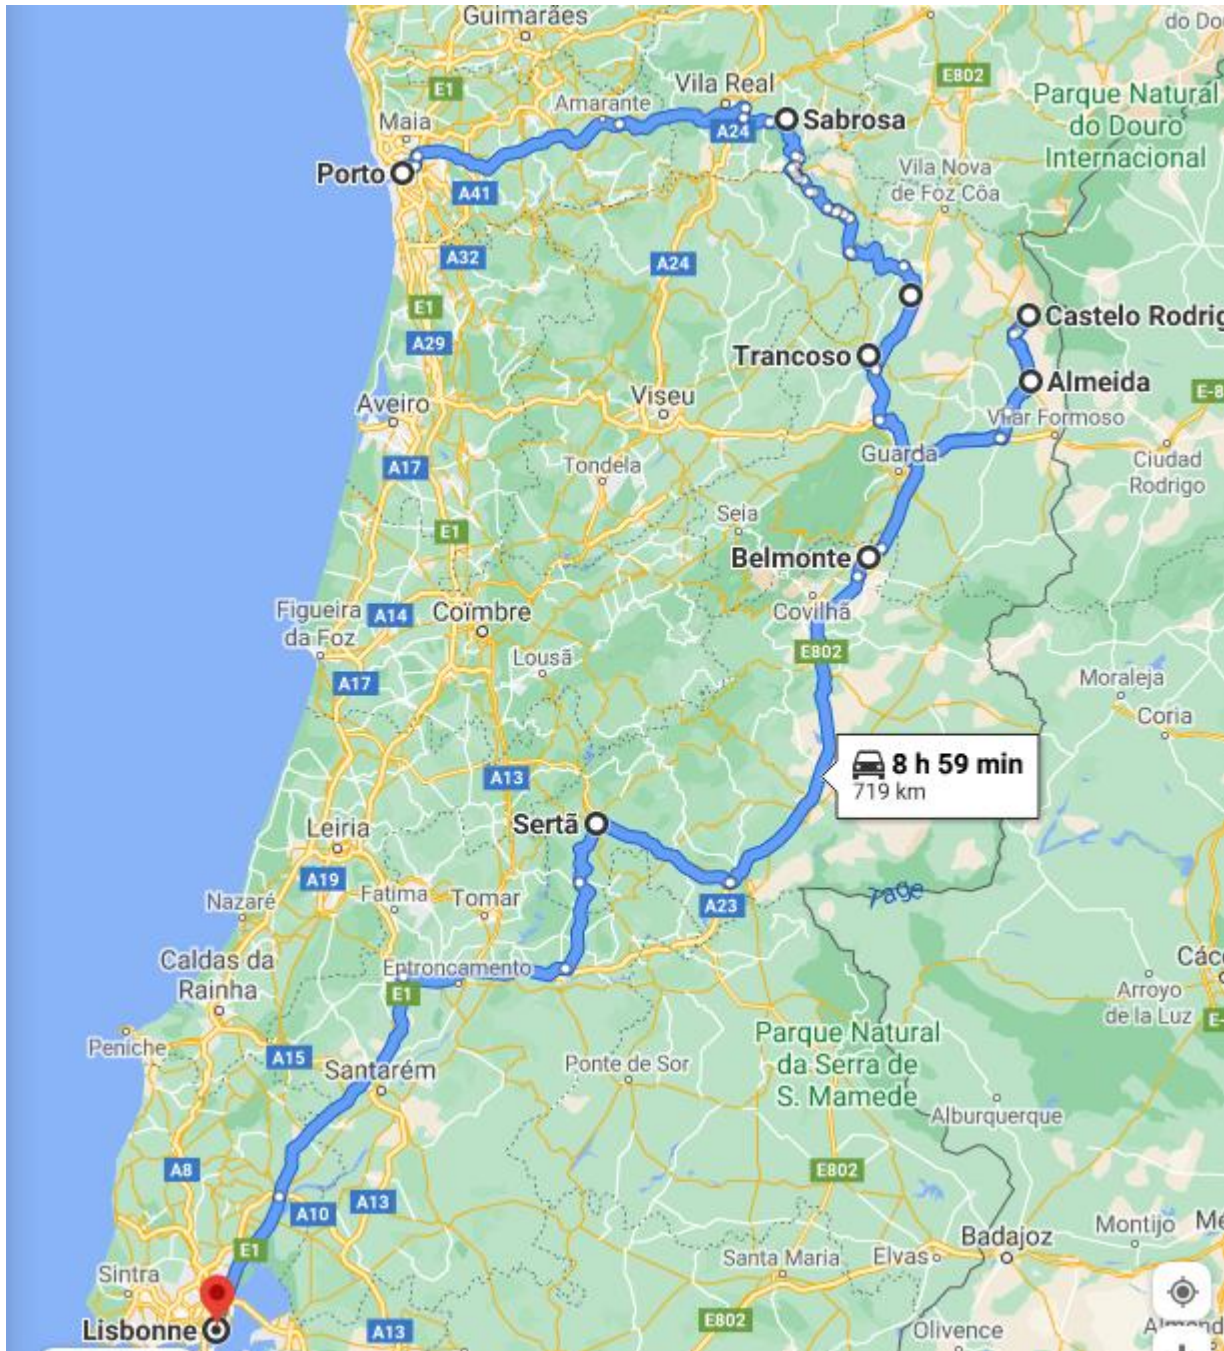 Guimarães
do Do
E1
E802
Vila Real
Parque Natural
do Douro
Internacional
Amarante
Maia
Sabrosa
A24
Porto
Vila Nova
de Foz Côa
A41
A32
A24
E1
Castelo Rodrig
A29
Trancoso
Almeida
Viseu
E-8
Aveiro
Vilar Formoso
Guarda
A17
Tondela
Ciudad
Rodrigo
Seia
E1
Belmonte
Figueira
da Foz
A14
Coïmbre
Covilhã
E802
Lousã
A17
Moraleja
Coria
8 h 59 min
719 km
A13
Sertã
Leiria
A19
Fatima
Tomar
Nazaré
A23
Tage
Caldas da
Rainha
Entroncamento
E1
Các
Arroyo
de la Luz
E-
Peniche
A15
Santarém
Ponte de Sor
Parque Natural
da Serra de
S. Mamede
Alburquerque
A8
E802
A10
A13
E1
Montijo
Mé
Badajoz
Santa Maria
Elvas
Sintra
Lisbonne
A13
E802
Olivence